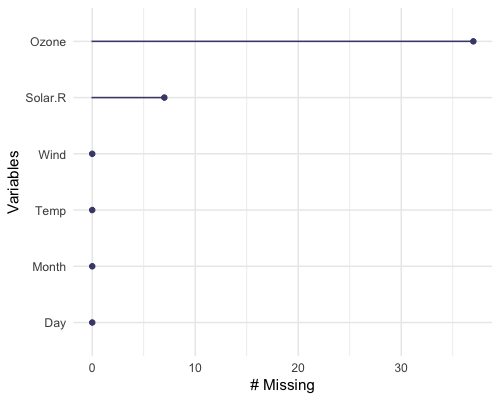 Ozone
Solar.R
Wind
Temp
Month
Day
Variables
0 10 20 30
# Missing